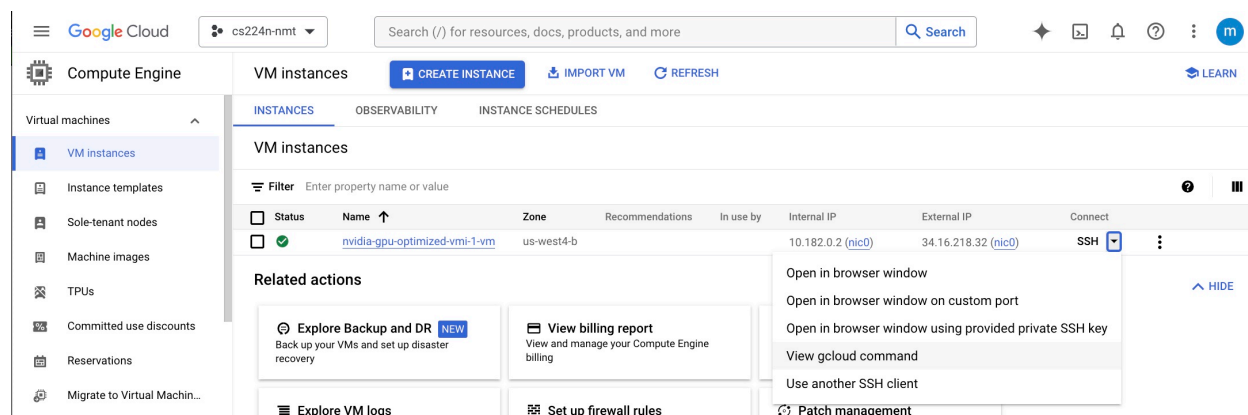 Google Cloud cs224n-nmt Search (/) for resources, docs, products, and more Search m
Compute Engine VM instances CREATE INSTANCE IMPORT VM REFRESH LEARN
Virtual machines INSTANCES OBSERVABILITY INSTANCE SCHEDULES
VM instances VM instances
Instance templates Filter Enter property name or value
Sole-tenant nodes Status Name Zone Recommendations In use by Internal IP External IP Connect
Machine images nvidia-gpu-optimized-vmi-1-vm us-west4-b 10.182.0.2 (nic0) 34.16.218.32 (nic0) SSH
TPUs Related actions HIDE
Open in browser window
Open in browser window on custom port
Open in browser window using provided private SSH key
View gcloud command
Use another SSH client
Committed use discounts Explore Backup and DR NEW View billing report
Back up your VMs and set up disaster View and manage your Compute Engine
Reservations recovery billing
Migrate to Virtual Machin... Explore VM logs Set up firewall rules Patch management